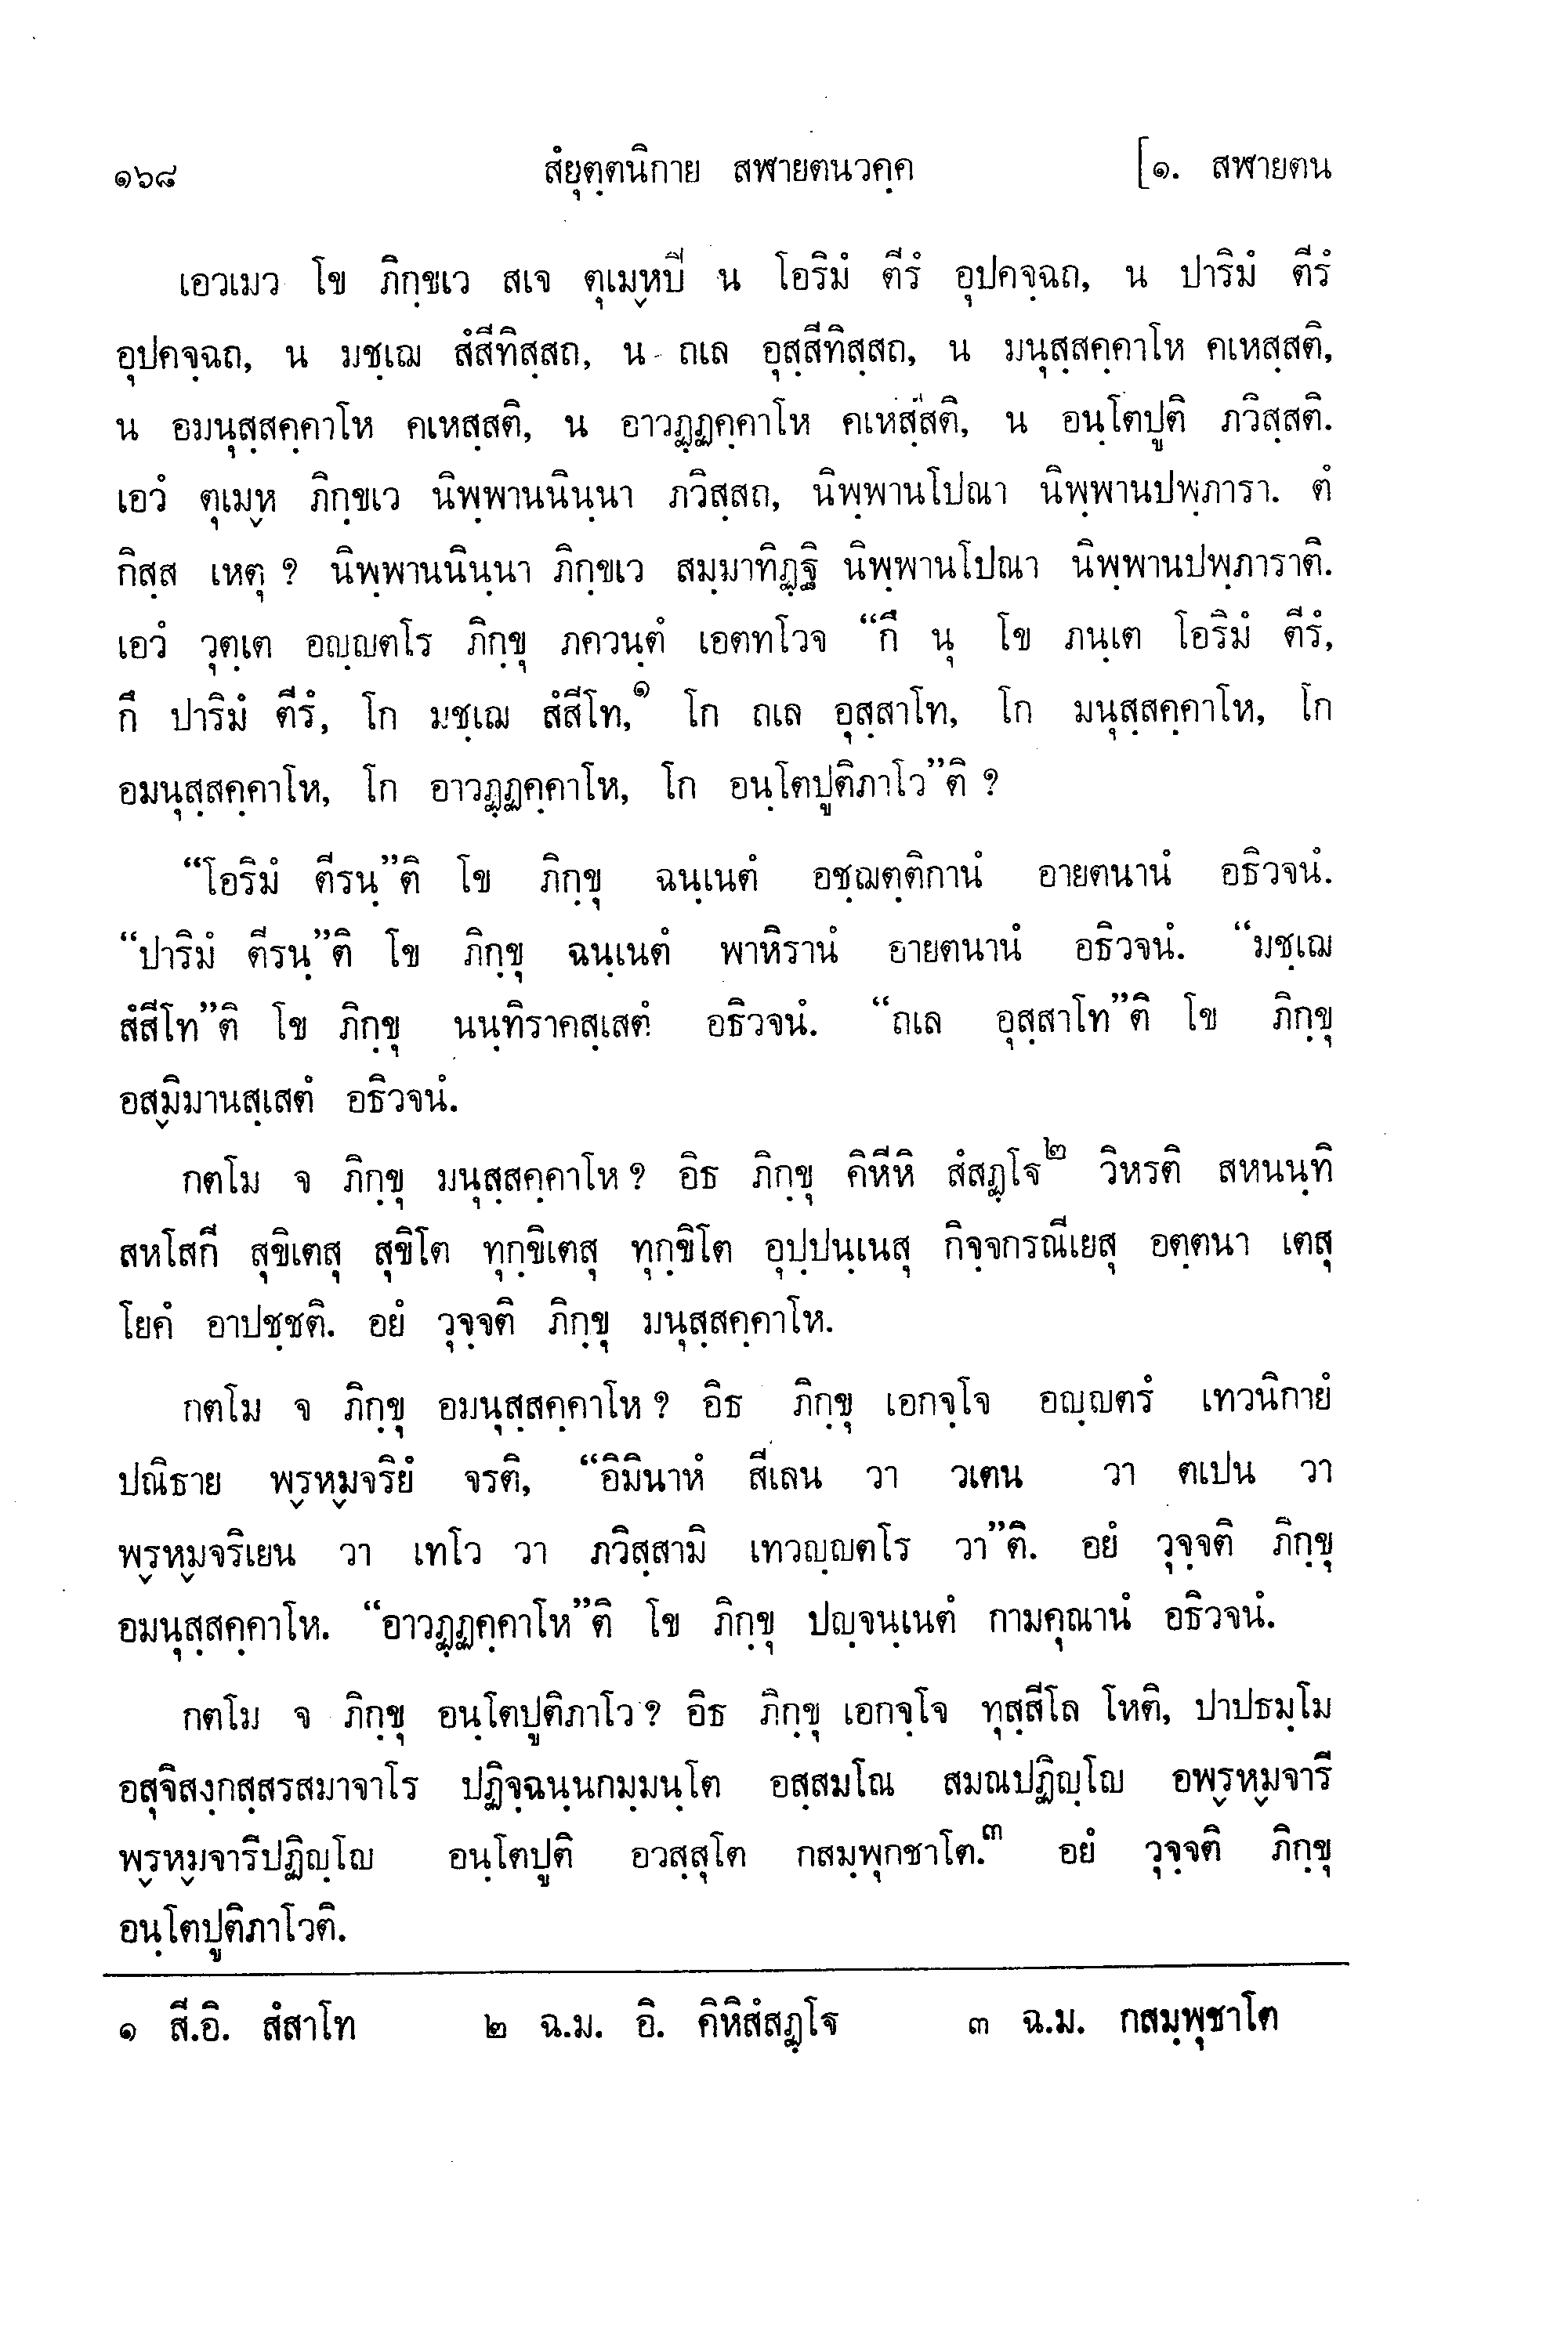 ๑๖๘ สํยุตฺตนิกาย สฬายตนวคฺค [๑. สฬายตน
เอวเมว โข ภิกฺขเว สเจ ตุเมฺหปิ น โอริมํ ตีรํ อุปคจฺฉถ, น ปาริมํ ตีรํ
อุปคจฺฉถ, น มชฺเฌ สํสีทิสฺสถ, น ถเล อุสฺสีทิสฺสถ, น มนุสฺสคฺคาโห คเหสฺสติ,
น อมนุสฺสคฺคาโห คเหสฺสติ, น อาวฏฺฏคฺคาโห คเหสฺสติ, น อนฺโตปูติ ภวิสฺสติ.
เอวํ ตุเมฺห ภิกฺขเว นิพฺพานนินฺนา ภวิสฺสถ, นิพฺพานโปณา นิพฺพานปพฺภารา. ตํ
กิสฺส เหตุ ? นิพฺพานนินฺนา ภิกฺขเว สมฺมาทิฏฺฐิ นิพฺพานโปณา นิพฺพานปพฺภาราติ.
เอวํ วุตฺเต อญฺญตโร ภิกฺขุ ภควนฺตํ เอตทโวจ “กึ นุ โข ภนฺเต โอริมํ ตีรํ,
กึ ปาริมํ ตีรํ, โก มชฺเฌ สํสีโท,๑ โก ถเล อุสฺสาโท, โก มนุสฺสคฺคาโห, โก
อมนุสฺสคฺคาโห, โก อาวฏฺฏคฺคาโห, โก อนฺโตปูติภาโว”ติ ?
“โอริมํ ตีรนฺ”ติ โข ภิกฺขุ ฉนฺเนตํ อชฺฌตฺติกานํ อายตนานํ อธิวจนํ.
“ปาริมํ ตีรนฺ”ติ โข ภิกฺขุ ฉนฺเนตํ พาหิรานํ อายตนานํ อธิวจนํ. “มชฺเฌ
สํสีโท”ติ โข ภิกฺขุ นนฺทิราคสฺเสตํ อธิวจนํ. “ถเล อุสฺสาโท”ติ โข ภิกฺขุ
อสฺมิมานสฺเสตํ อธิวจนํ.
กตโม จ ภิกฺขุ มนุสฺสคฺคาโห ? อิธ ภิกฺขุ คิหีหิ สํสฏฺโฐ๒ วิหรติ สหนนฺทิ
สหโสกี สุขิเตสุ สุขิโต ทุกฺขิเตสุ ทุกฺขิโต อุปฺปนฺเนสุ กิจฺจกรณีเยสุ อตฺตนา เตสุ
โยคํ อาปชฺชติ. อยํ วุจฺจติ ภิกฺขุ มนุสฺสคฺคาโห.
กตโม จ ภิกฺขุ อมนุสฺสคฺคาโห ? อิธ ภิกฺขุ เอกจฺโจ อญฺญตรํ เทวนิกายํ
ปณิธาย พฺรหฺมจริยํ จรติ, “อิมินาหํ สีเลน วา วเตน วา ตเปน วา
พฺรหฺมจริเยน วา เทโว วา ภวิสฺสามิ เทวญฺญตโร วา”ติ. อยํ วุจฺจติ ภิกฺขุ
อมนุสฺสคฺคาโห. “อาวฏฺฏคฺคาโห”ติ โข ภิกฺขุ ปญฺจนฺเนตํ กามคุณานํ อธิวจนํ.
กตโม จ ภิกฺขุ อนฺโตปูติภาโว ? อิธ ภิกฺขุ เอกจฺโจ ทุสฺสีโล โหติ, ปาปธมฺโม
อสุจิสงฺกสฺสรสมาจาโร ปฏิจฺฉนฺนกมฺมนฺโต อสฺสมโณ สมณปฏิญฺโญ อพฺรหฺมจารี
พฺรหฺมจารีปฏิญฺโญ อนฺโตปูติ อวสฺสุโต กสมฺพุกชาโต.๓ อยํ วุจฺจติ ภิกฺขุ
อนฺโตปูติภาโวติ.
๑ สี.อิ. สํสาโท ๒ ฉ.ม. อิ. คิหิสํสฏฺโฐ ๓ ฉ.ม. กสมฺพุชาโต